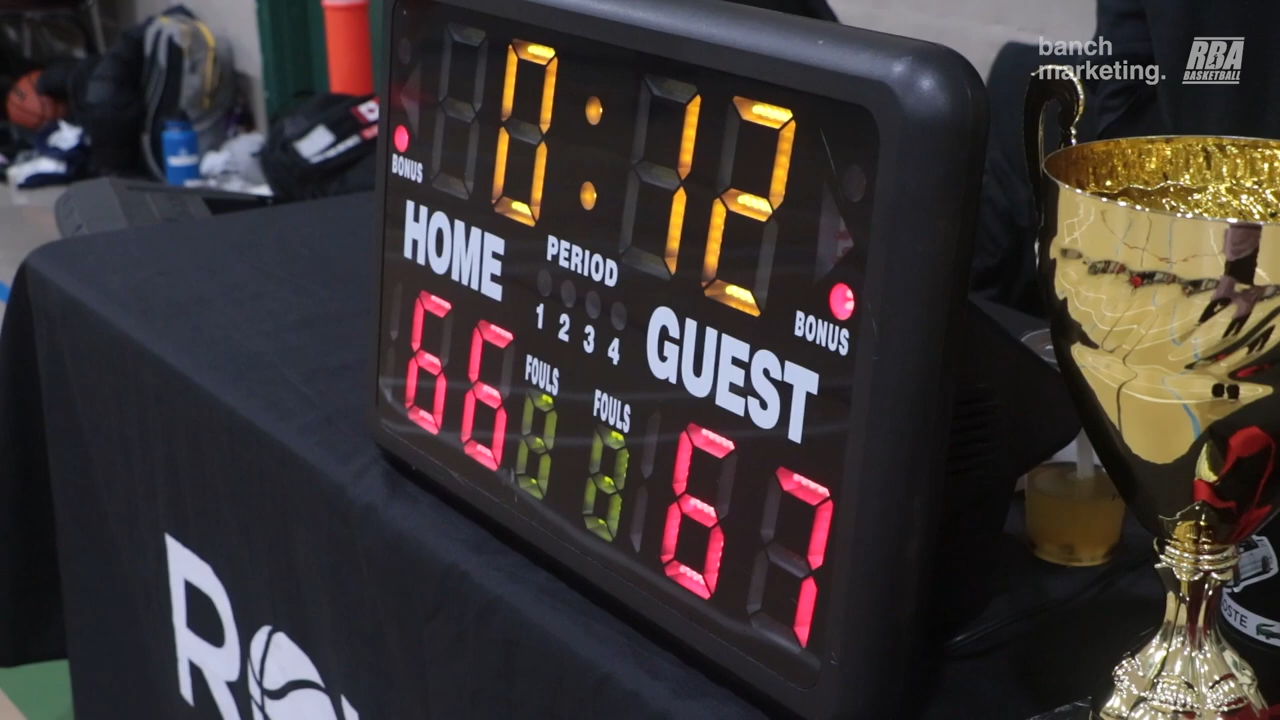 banch
marketing.
RBA
BASKETBALL
0:12
BONUS
BONUS
HOME
PERIOD
1 2 3 4
GUEST
66
FOULS
FOULS
67
OSTE